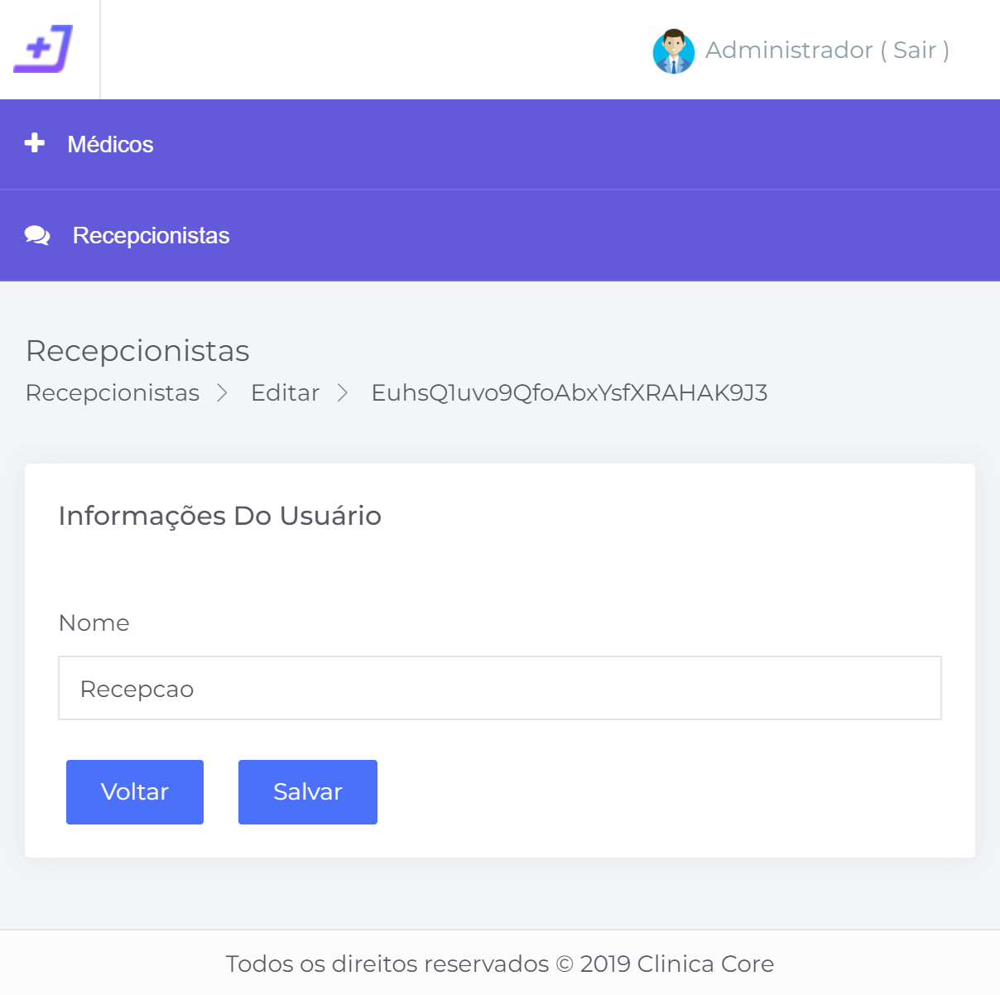 Administrador ( Sair )
Médicos
Recepcionistas
Recepcionistas
Recepcionistas Editar EuhsQ1uvo9QfoAbxYsfXRAHAK9J3
Informações Do Usuário
Nome
Recepcao
Voltar Salvar
Todos os direitos reservados © 2019 Clinica Core